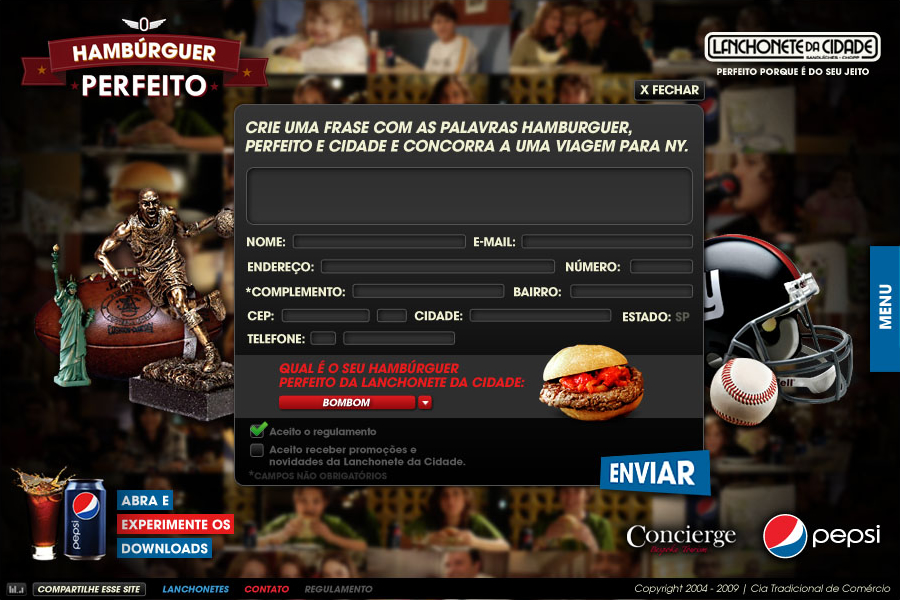 O
HAMBÚRGUER
PERFEITO
LANCHONETE DA CIDADE
SANDUÍCHES - CHOPP
PERFEITO PORQUE É DO SEU JEITO
X FECHAR
CRIE UMA FRASE COM AS PALAVRAS HAMBURGUER,
PERFEITO E CIDADE E CONCORRA A UMA VIAGEM PARA NY.
NOME: E-MAIL:
ENDEREÇO: NÚMERO:
*COMPLEMENTO: BAIRRO:
CEP: CIDADE: ESTADO: SP
TELEFONE:
MENU
QUAL É O SEU HAMBÚRGUER
PERFEITO DA LANCHONETE DA CIDADE:
BOMBOM
Aceito o regulamento
Aceito receber promoções e
novidades da Lanchonete da Cidade.
*CAMPOS NÃO OBRIGATÓRIOS
ENVIAR
pepsi
ABRA E
EXPERIMENTE OS
DOWNLOADS
Concierge
pepsi
COMPARTILHE ESSE SITE LANCHONETES CONTATO REGULAMENTO Copyright 2004 - 2009 | Cia Tradicional de Comércio